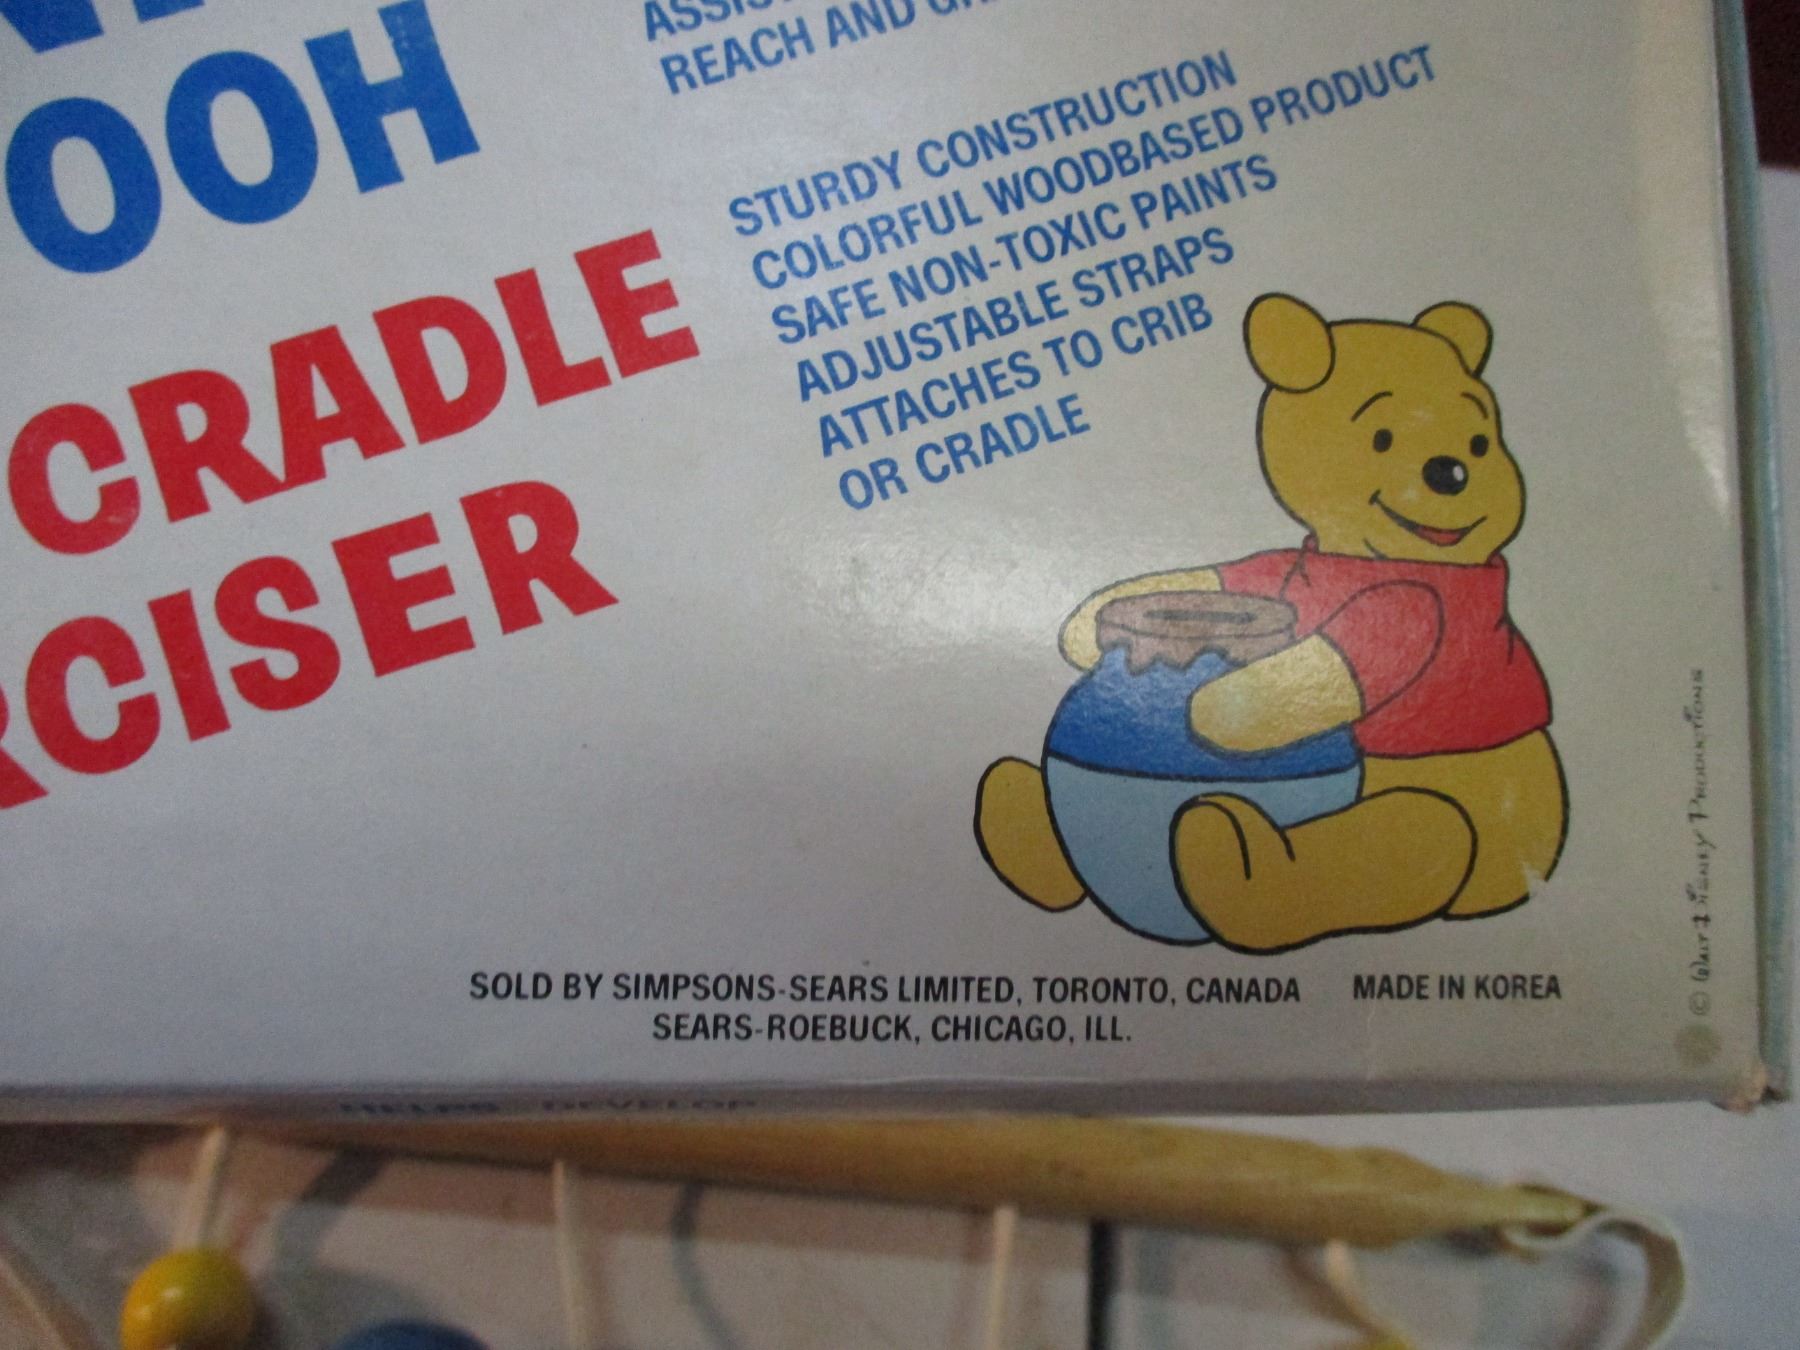 OOH
CRADLE
RCISER
REACH AND
STURDY CONSTRUCTION
COLORFUL WOODBASED PRODUCT
SAFE NON-TOXIC PAINTS
ADJUSTABLE STRAPS
ATTACHES TO CRIB
OR CRADLE
SOLD BY SIMPSONS-SEARS LIMITED, TORONTO, CANADA MADE IN KOREA
SEARS-ROEBUCK, CHICAGO, ILL.
© Walt Disney Productions
HELPS DEVELOP